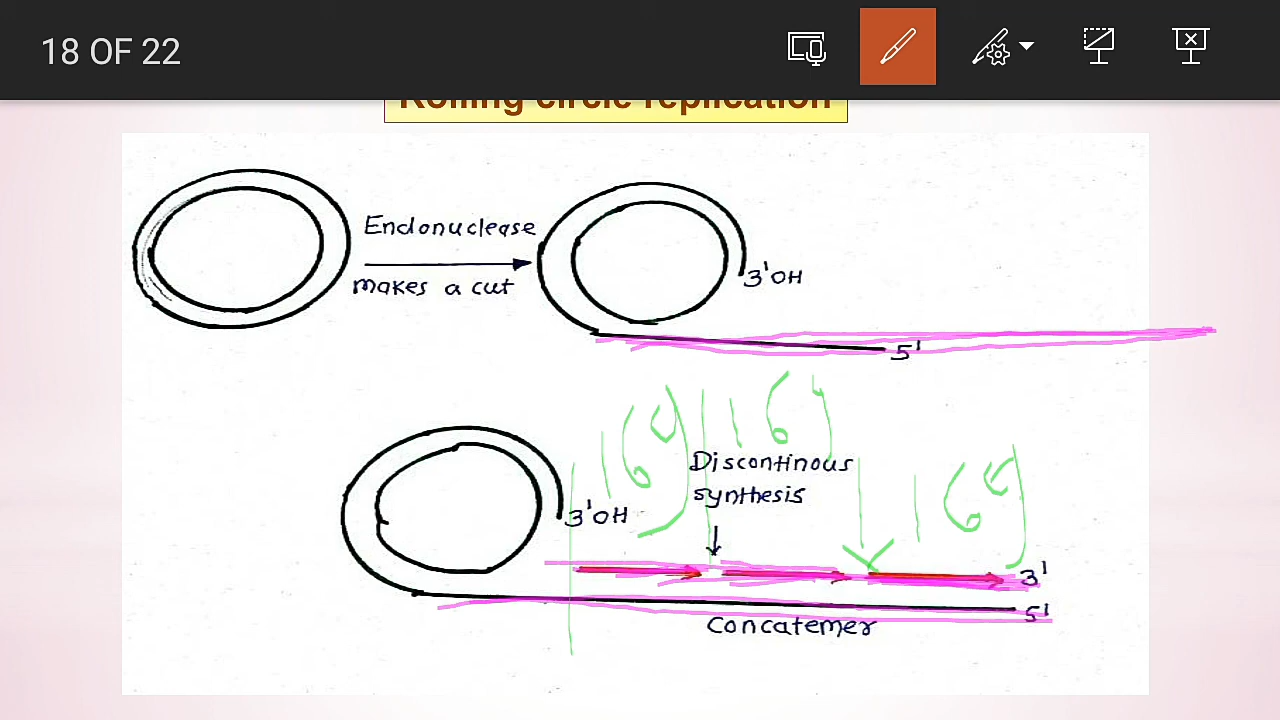 18 OF 22
Rolling circle replication
Endonuclease
makes a cut
3'OH
5'
Discontinous
synthesis
3'OH
3'
5'
Concatemer